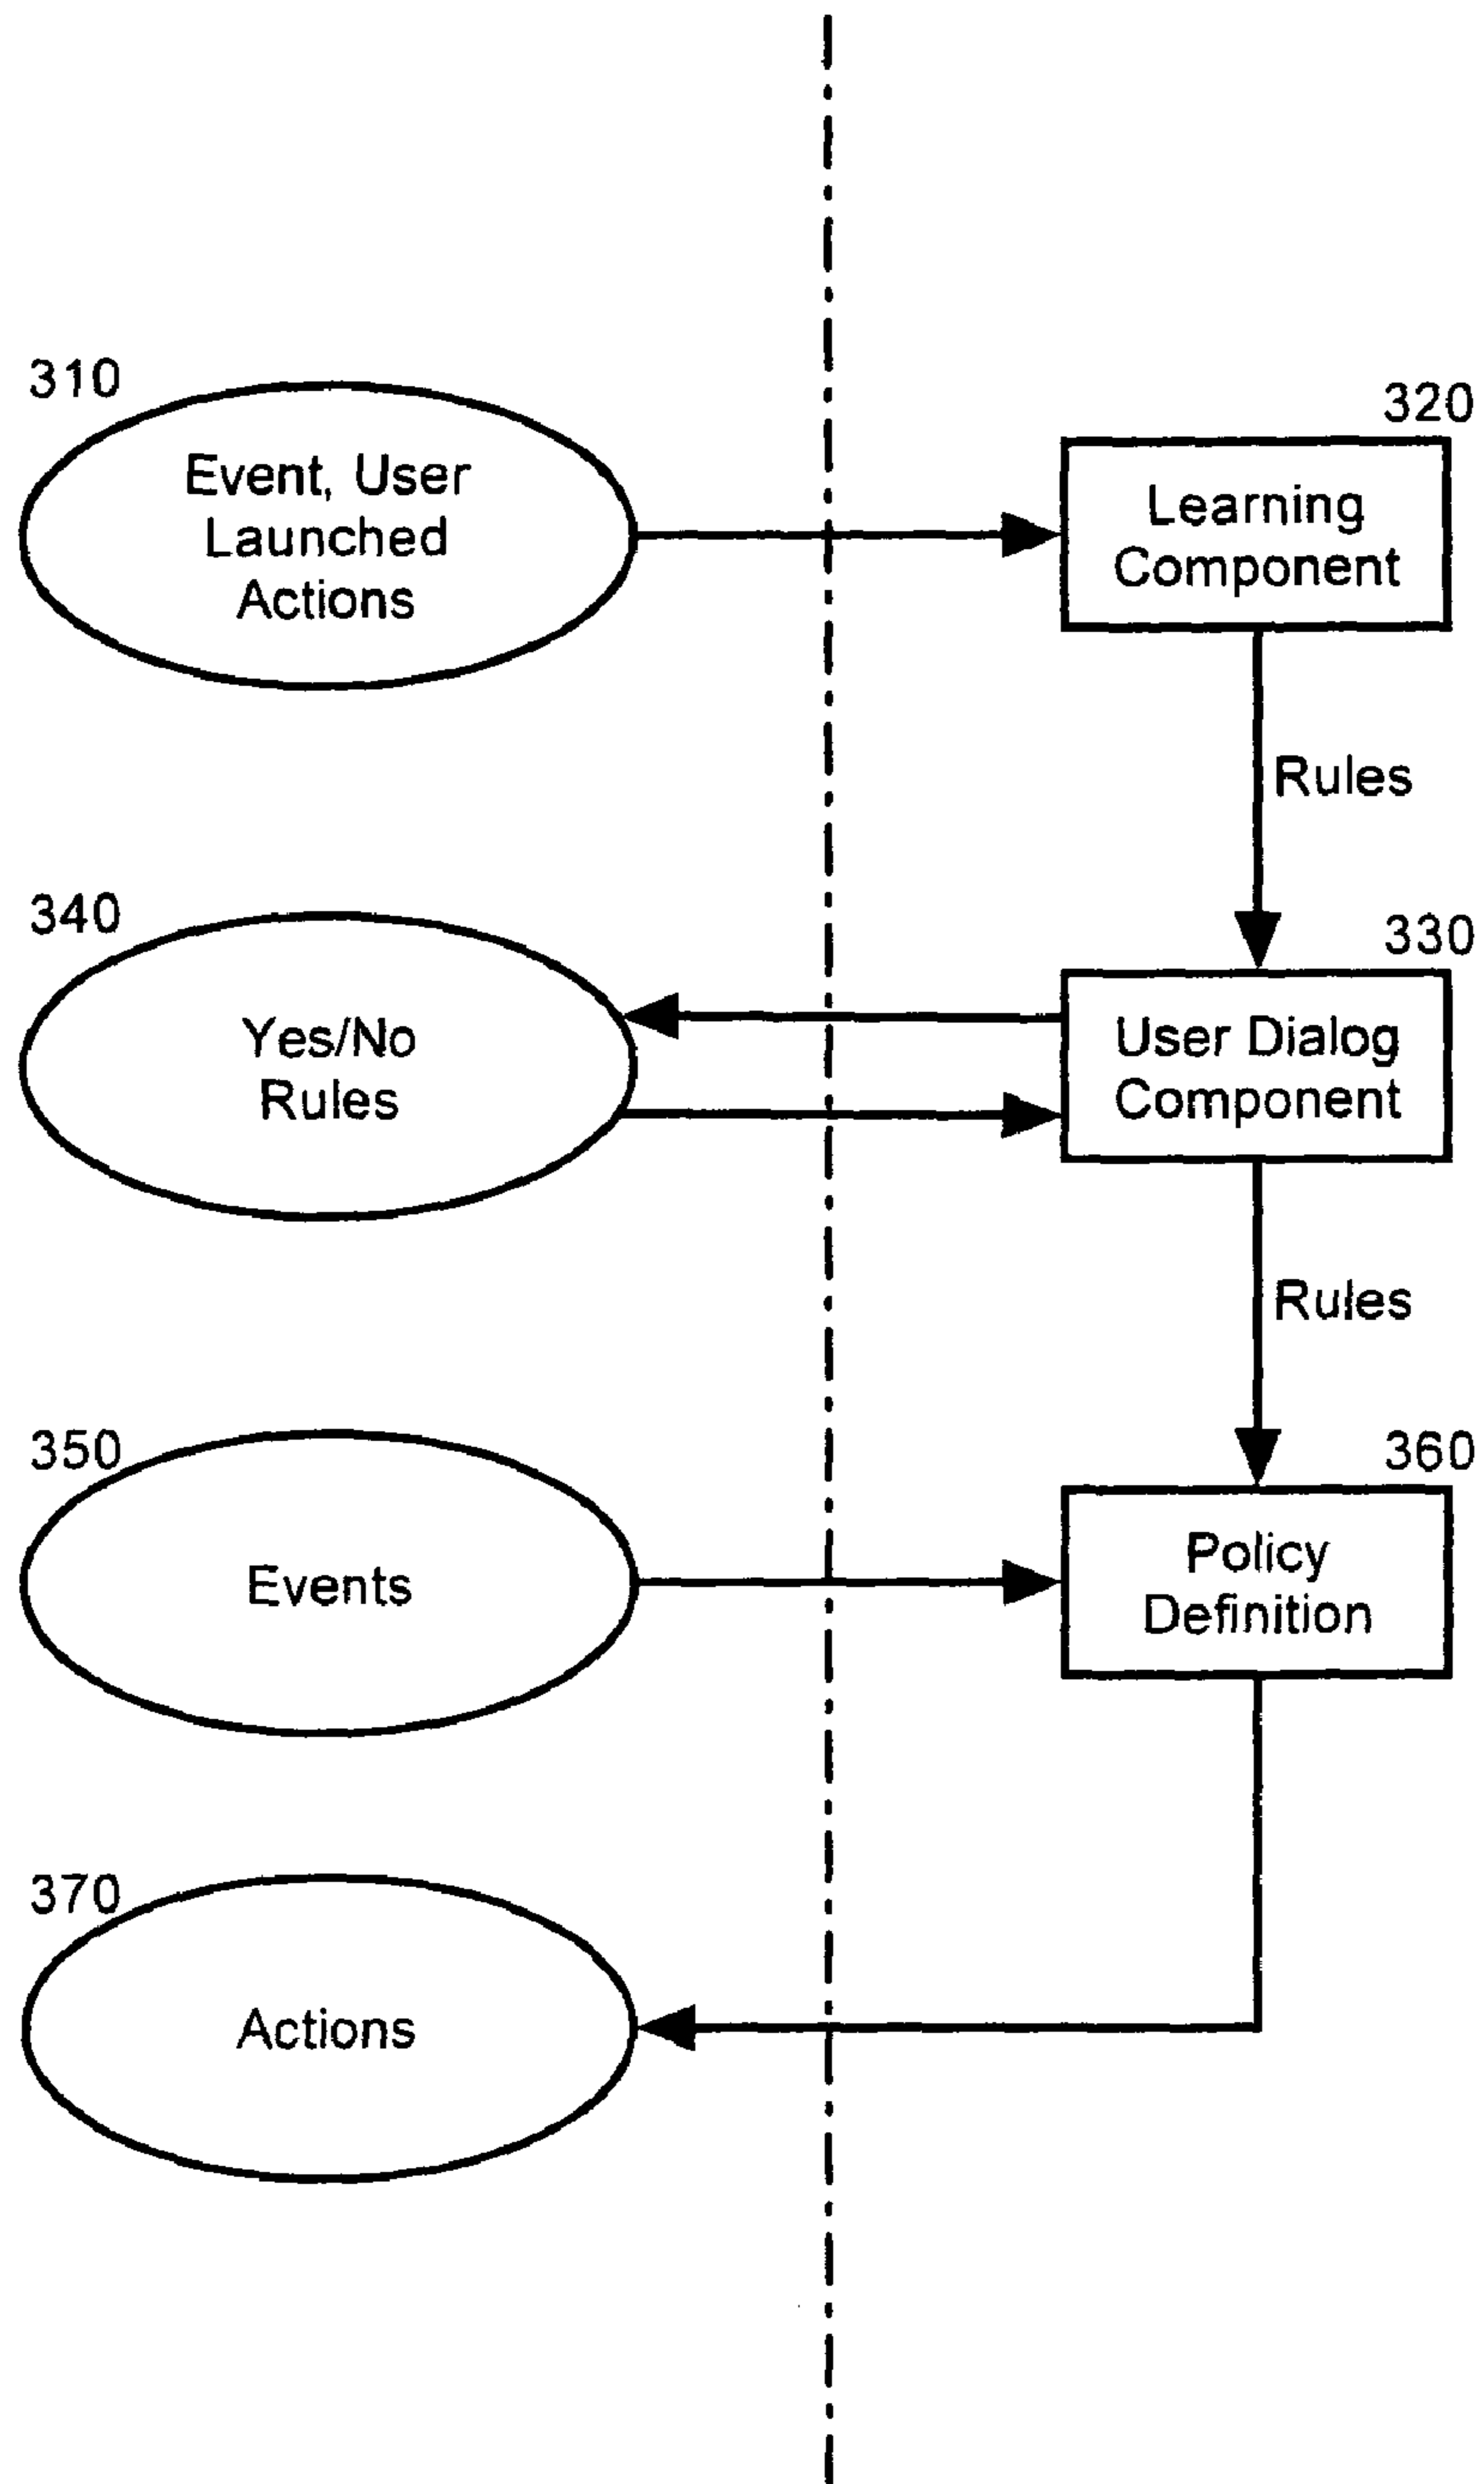 310
Event, User
Launched
Actions
320
Learning
Component
Rules
340
Yes/No
Rules
330
User Dialog
Component
Rules
350
Events
360
Policy
Definition
370
Actions